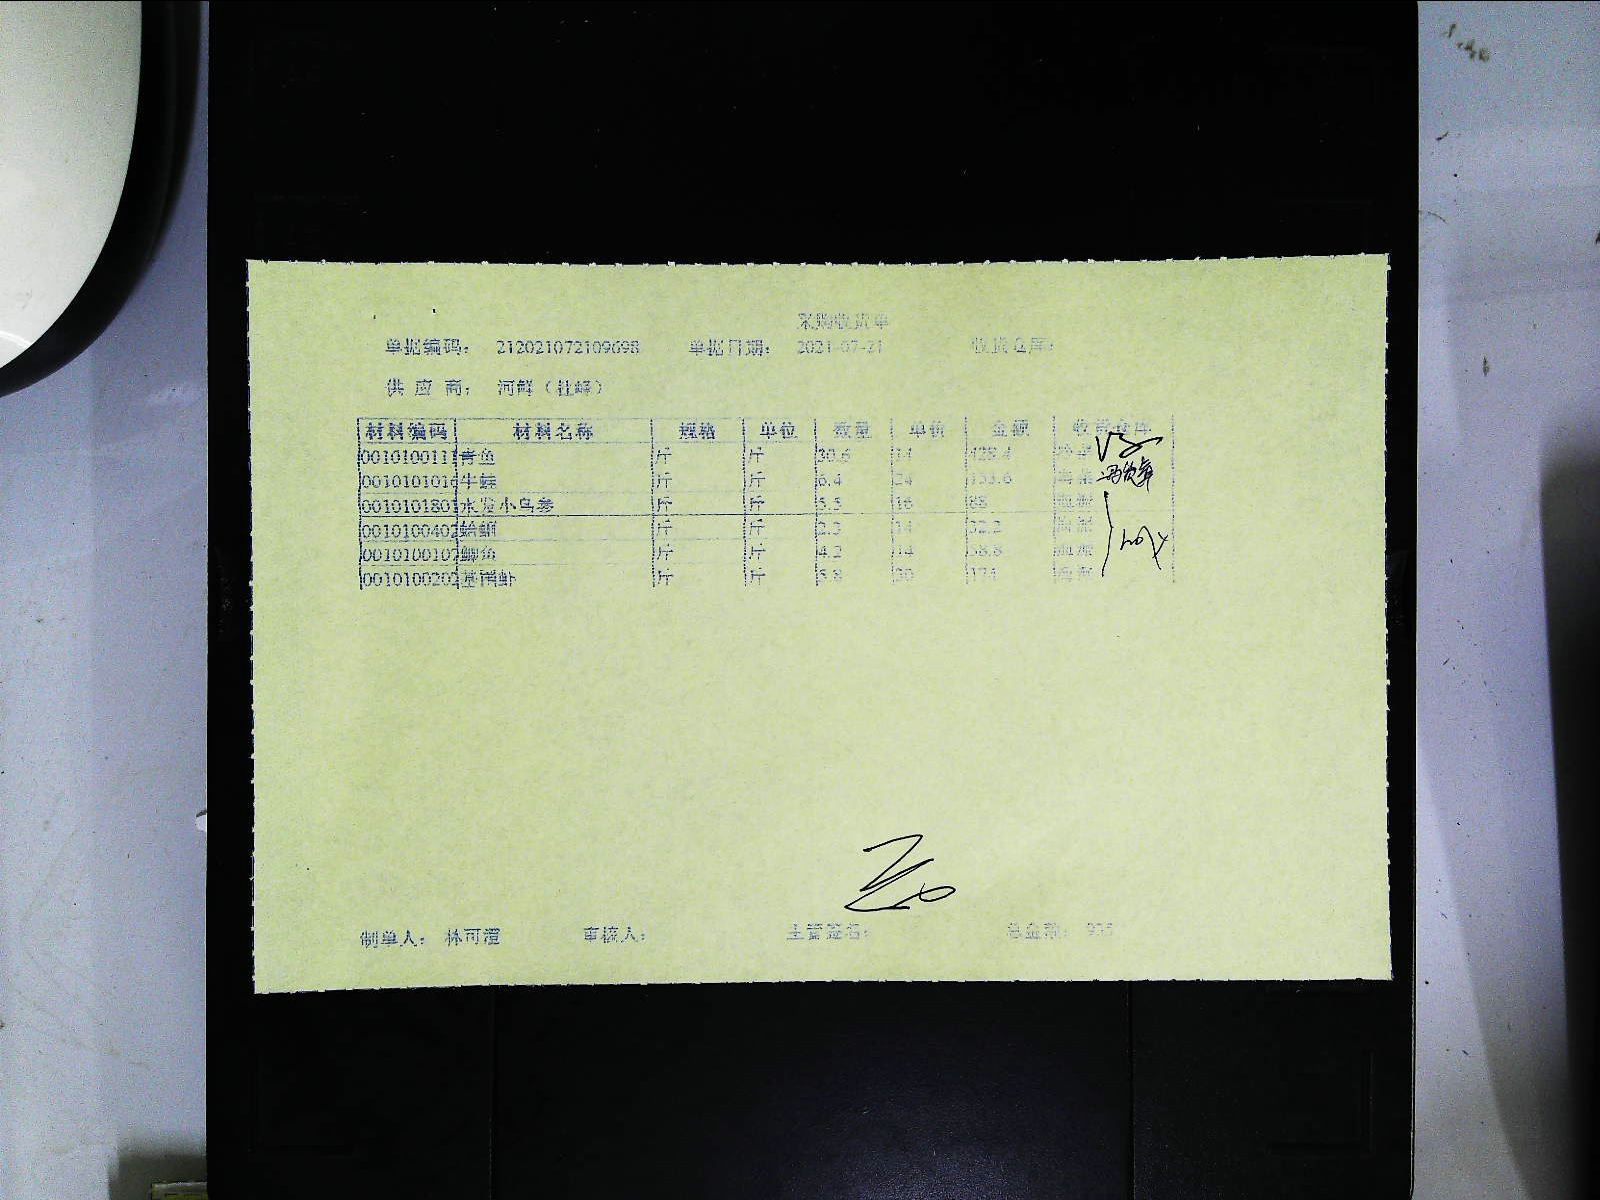 采购收货单
单据编码： 212021072109698 单据日期： 2021-07-21 收货仓库：
供 应 商： 河鲜（杜峰）
材料编码 材料名称 规格 单位 数量 单价 金额 收货仓库
0010100111 青鱼 斤 斤 30.6 14 428.4
0010101016 牛蛙 斤 斤 6.4 24 153.6
0010101801 水发小乌参 斤 斤 5.5 16 88
0010100402 蛤蜊 斤 斤 2.3 14 32.2
0010100107 鲫鱼 斤 斤 4.2 14 58.8
0010100202 基围虾 斤 斤 5.8 30 174
制单人： 林可澄 审核人： 主管签名： 总金额： 935